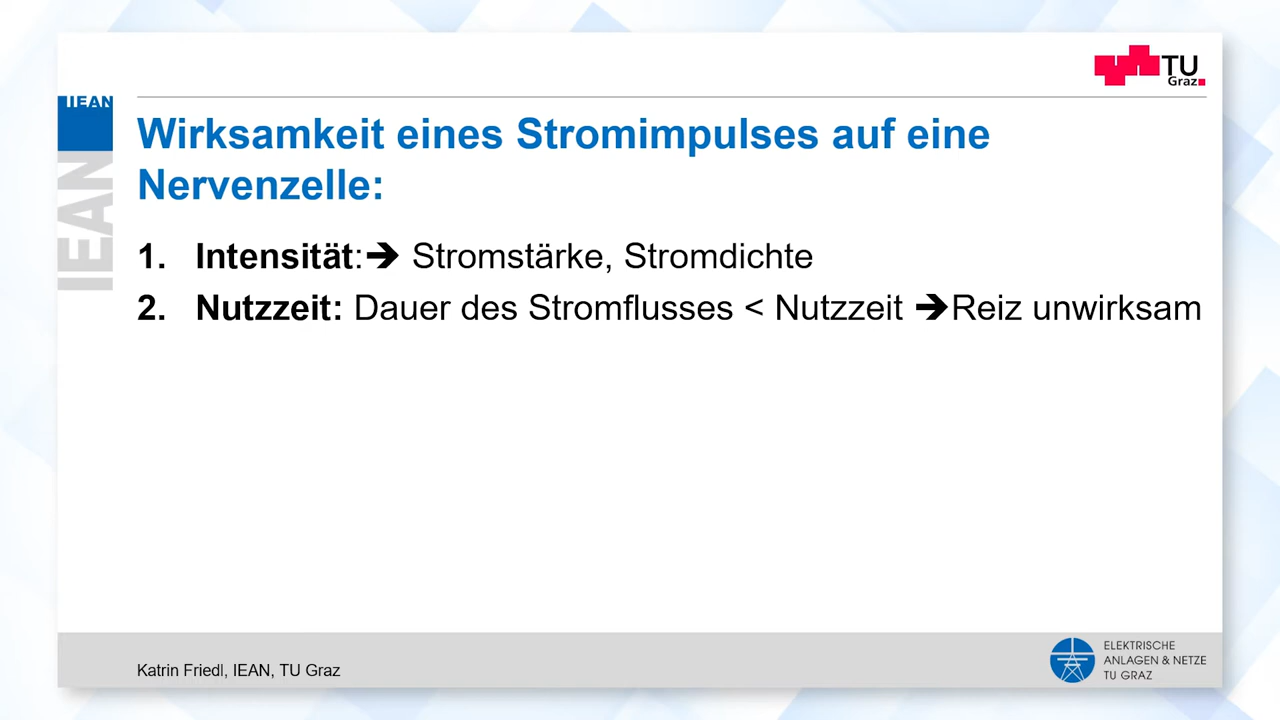 TU
Graz
IIEAN
IEAN
Wirksamkeit eines Stromimpulses auf eine
Nervenzelle:
1. Intensität:➔ Stromstärke, Stromdichte
2. Nutzzeit: Dauer des Stromflusses < Nutzzeit ➔Reiz unwirksam
Katrin Friedl, IEAN, TU Graz
ELEKTRISCHE
ANLAGEN & NETZE
TU GRAZ